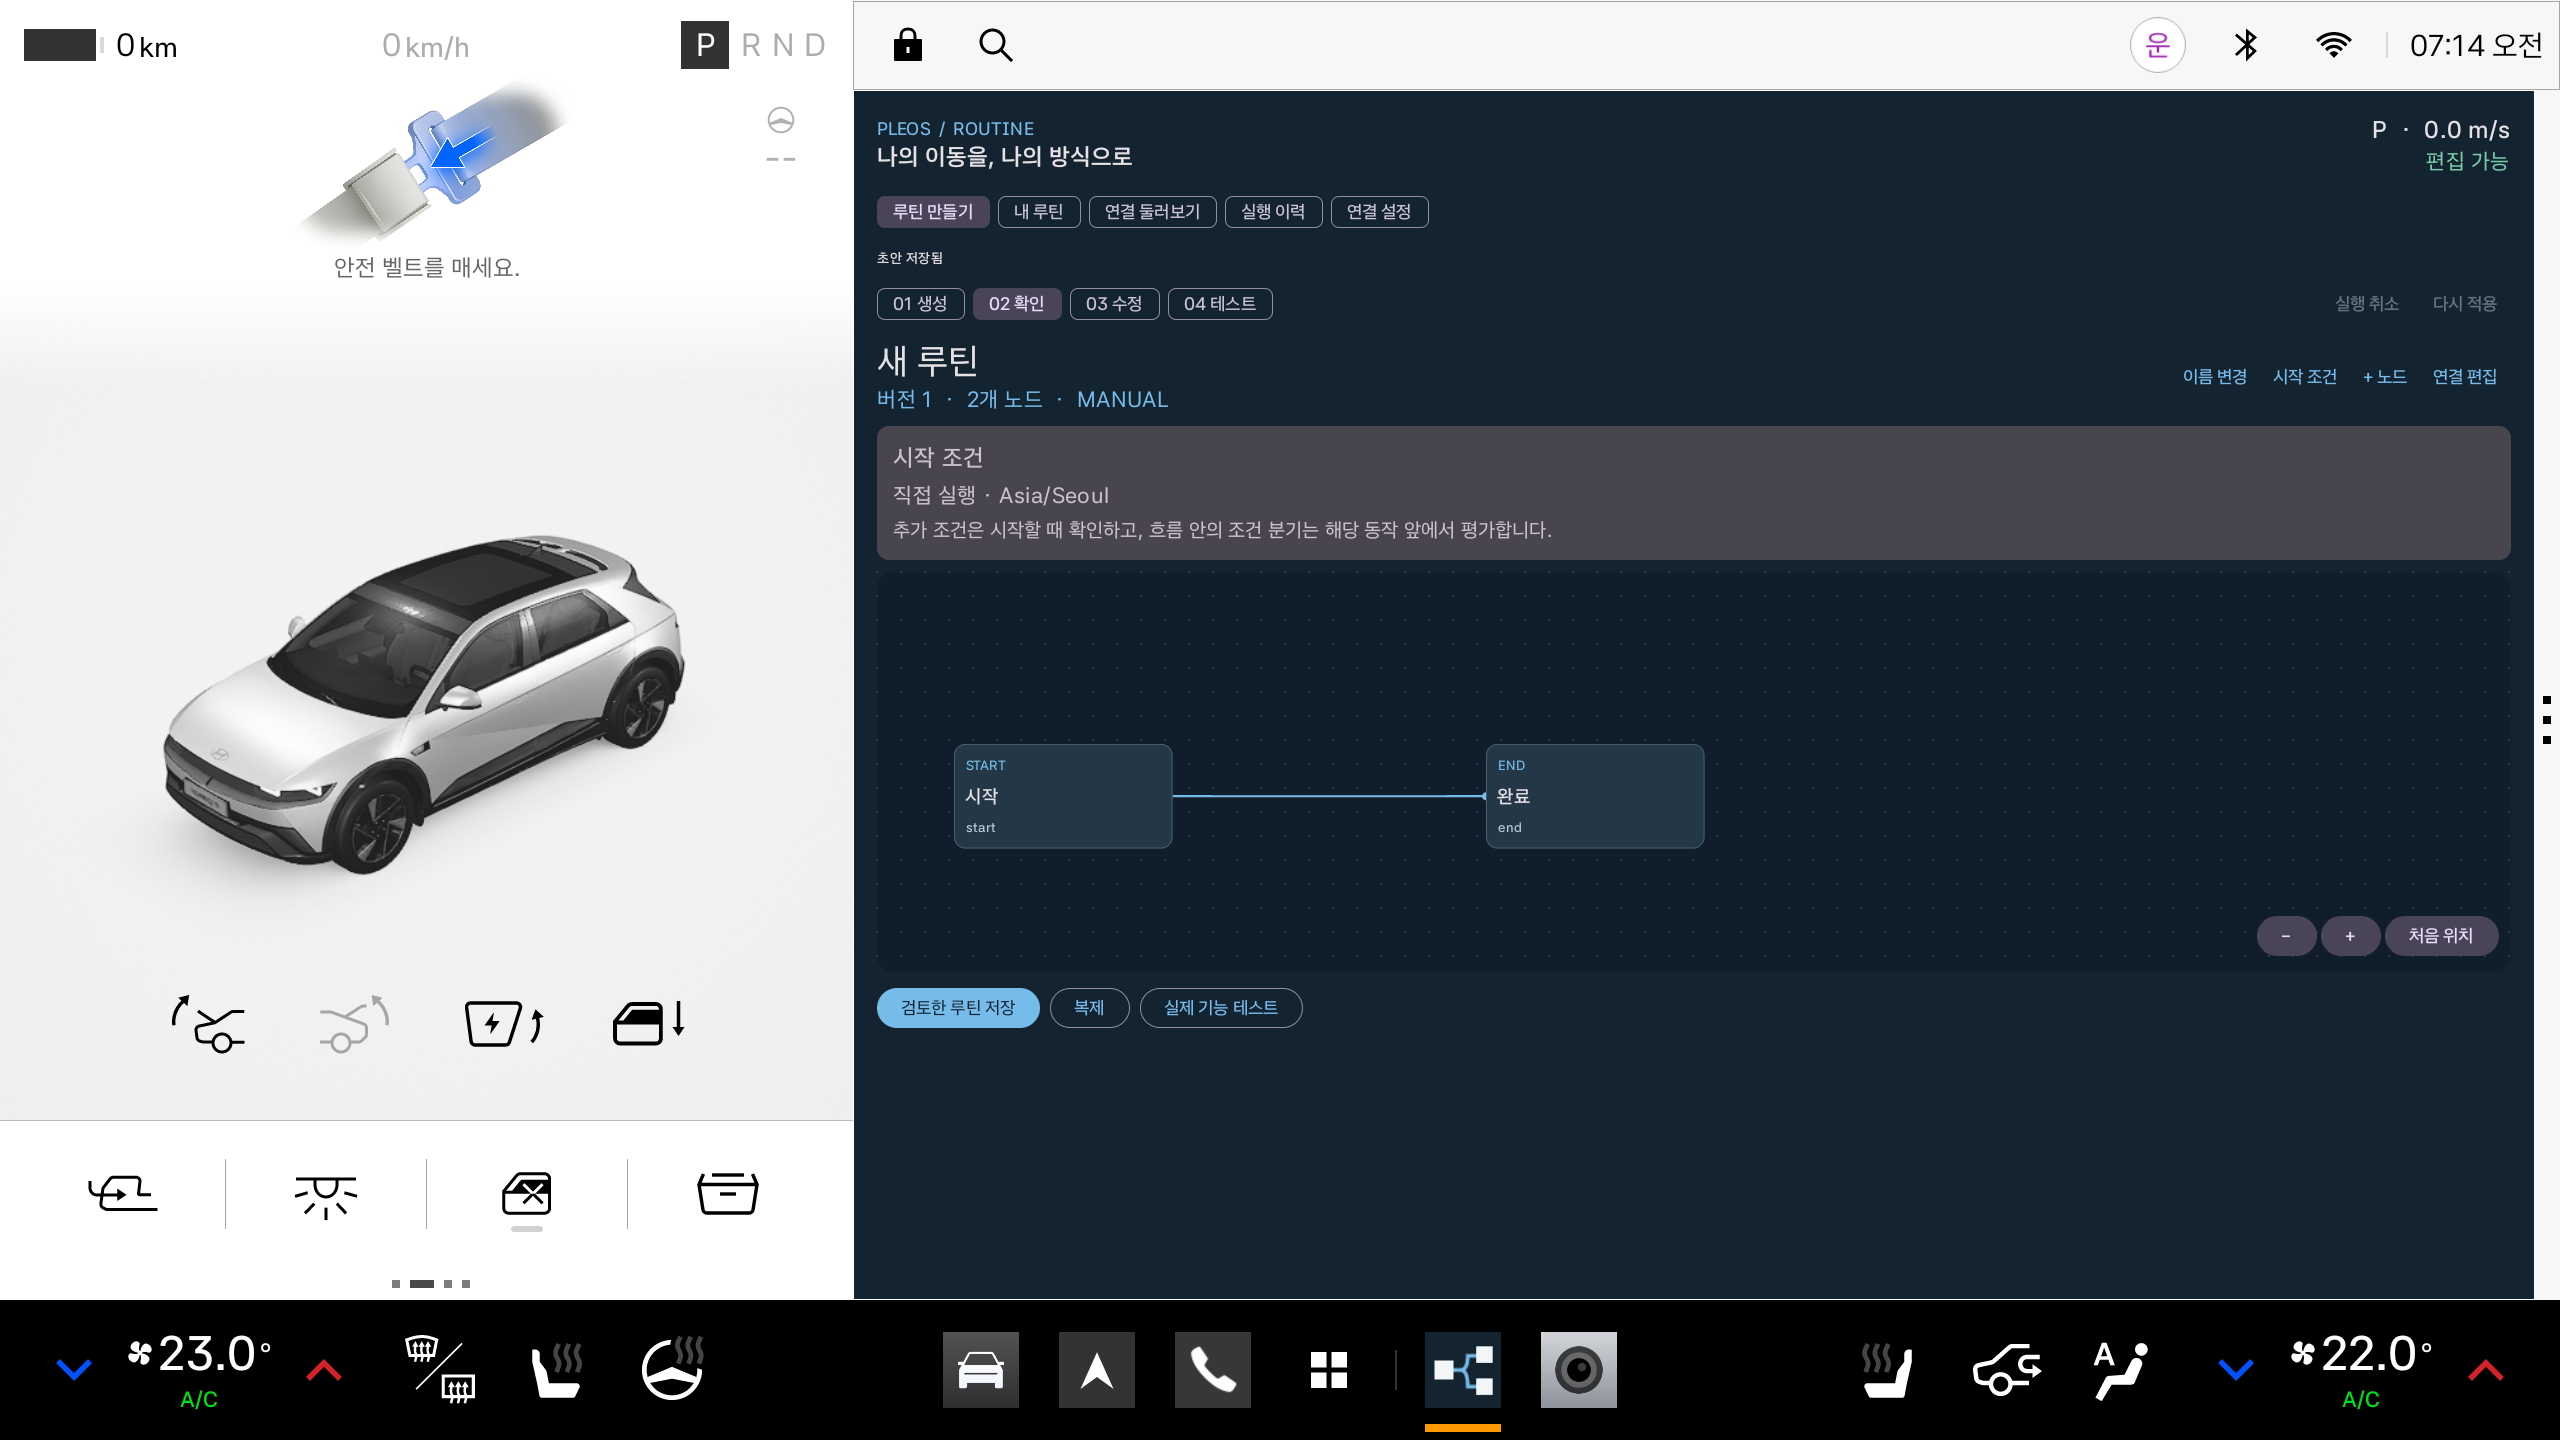 0 km
0 km/h
P R N D
안전 벨트를 매세요.
운
07:14 오전
PLEOS / ROUTINE
나의 이동을, 나의 방식으로
P · 0.0 m/s
편집 가능
루틴 만들기
내 루틴
연결 둘러보기
실행 이력
연결 설정
초안 저장됨
01 생성
02 확인
03 수정
04 테스트
실행 취소
다시 적용
새 루틴
버전 1 · 2개 노드 · MANUAL
이름 변경
시작 조건
+ 노드
연결 편집
시작 조건
직접 실행 · Asia/Seoul
추가 조건은 시작할 때 확인하고, 흐름 안의 조건 분기는 해당 동작 앞에서 평가합니다.
START
시작
start
END
완료
end
−
+
처음 위치
검토한 루틴 저장
복제
실제 기능 테스트
23.0°
A/C
A
22.0°
A/C